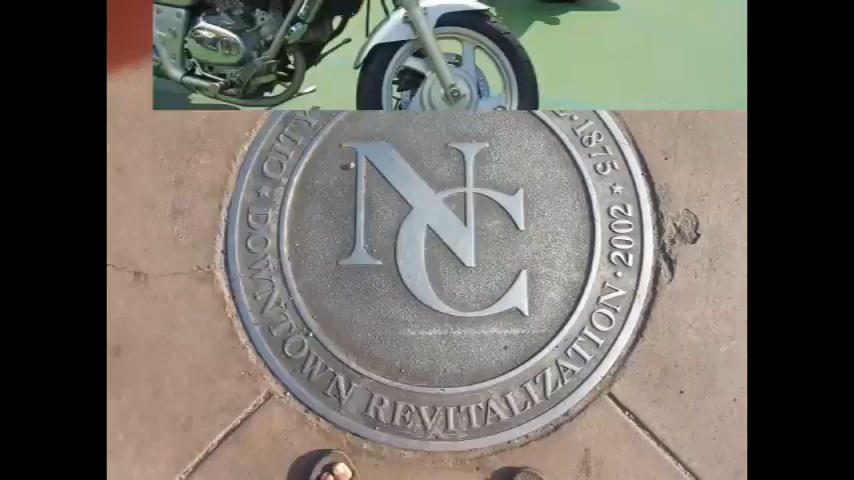 CITY
1875 ★ 2002
NC
★ DOWNTOWN REVITALIZATION •